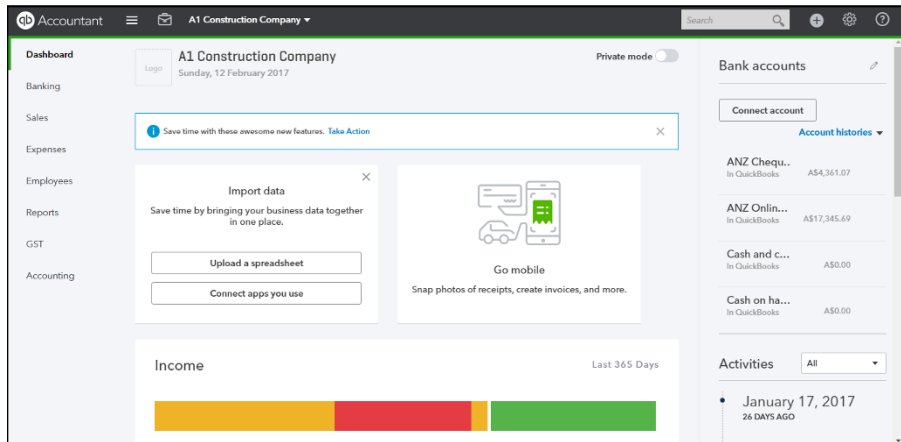 qb Accountant
A1 Construction Company
Search
Dashboard
Banking
Sales
Expenses
Employees
Reports
GST
Accounting
Logo
A1 Construction Company
Sunday, 12 February 2017
Private mode
Save time with these awesome new features. Take Action
Import data
Save time by bringing your business data together
in one place.
Upload a spreadsheet
Connect apps you use
Go mobile
Snap photos of receipts, create invoices, and more.
Income
Last 365 Days
Bank accounts
Connect account
Account histories
ANZ Chequ..
In QuickBooks A$4,361.07
ANZ Onlin...
In QuickBooks A$17,345.69
Cash and c...
In QuickBooks A$0.00
Cash on ha...
In QuickBooks A$0.00
Activities
All
January 17, 2017
26 DAYS AGO